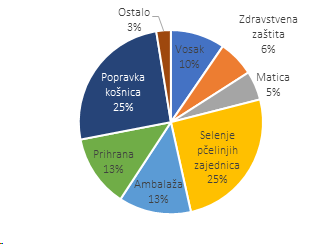 Ostalo
3%
Vosak
10%
Zdravstvena
zaštita
6%
Matica
5%
Selenje
pčelinjih
zajednica
25%
Ambalaža
13%
Prihrana
13%
Popravka
košnica
25%